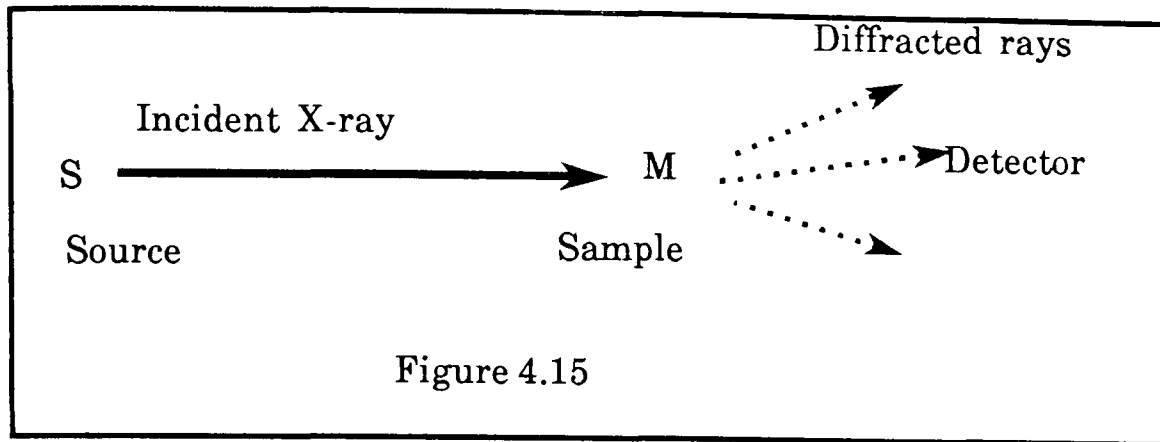 Diffracted rays
Incident X-ray
S
M
Detector
Source
Sample
Figure 4.15